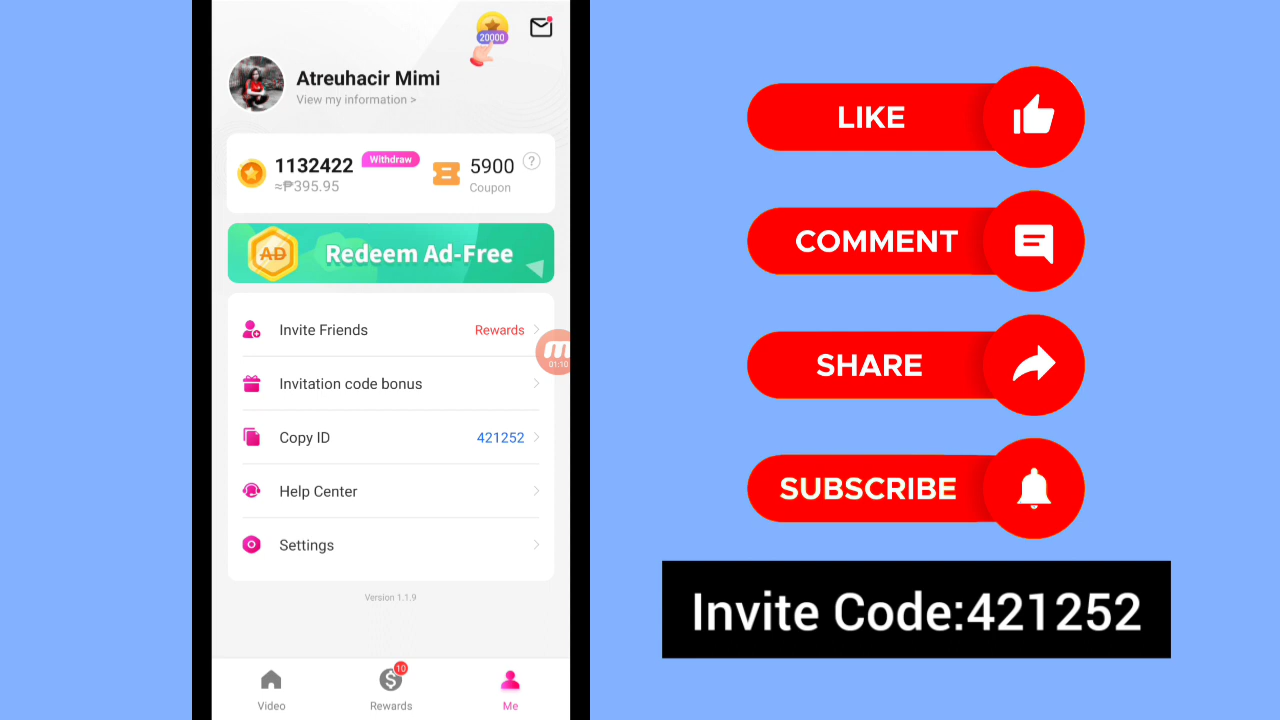 20000
Atreuhacir Mimi
View my information >
1132422 Withdraw
≈₱395.95
5900 ?
Coupon
AD Redeem Ad-Free
Invite Friends Rewards
Invitation code bonus
01:10
Copy ID 421252
Help Center
Settings
Version 1.1.9
Video
10
Rewards
Me
LIKE
COMMENT
SHARE
SUBSCRIBE
Invite Code:421252